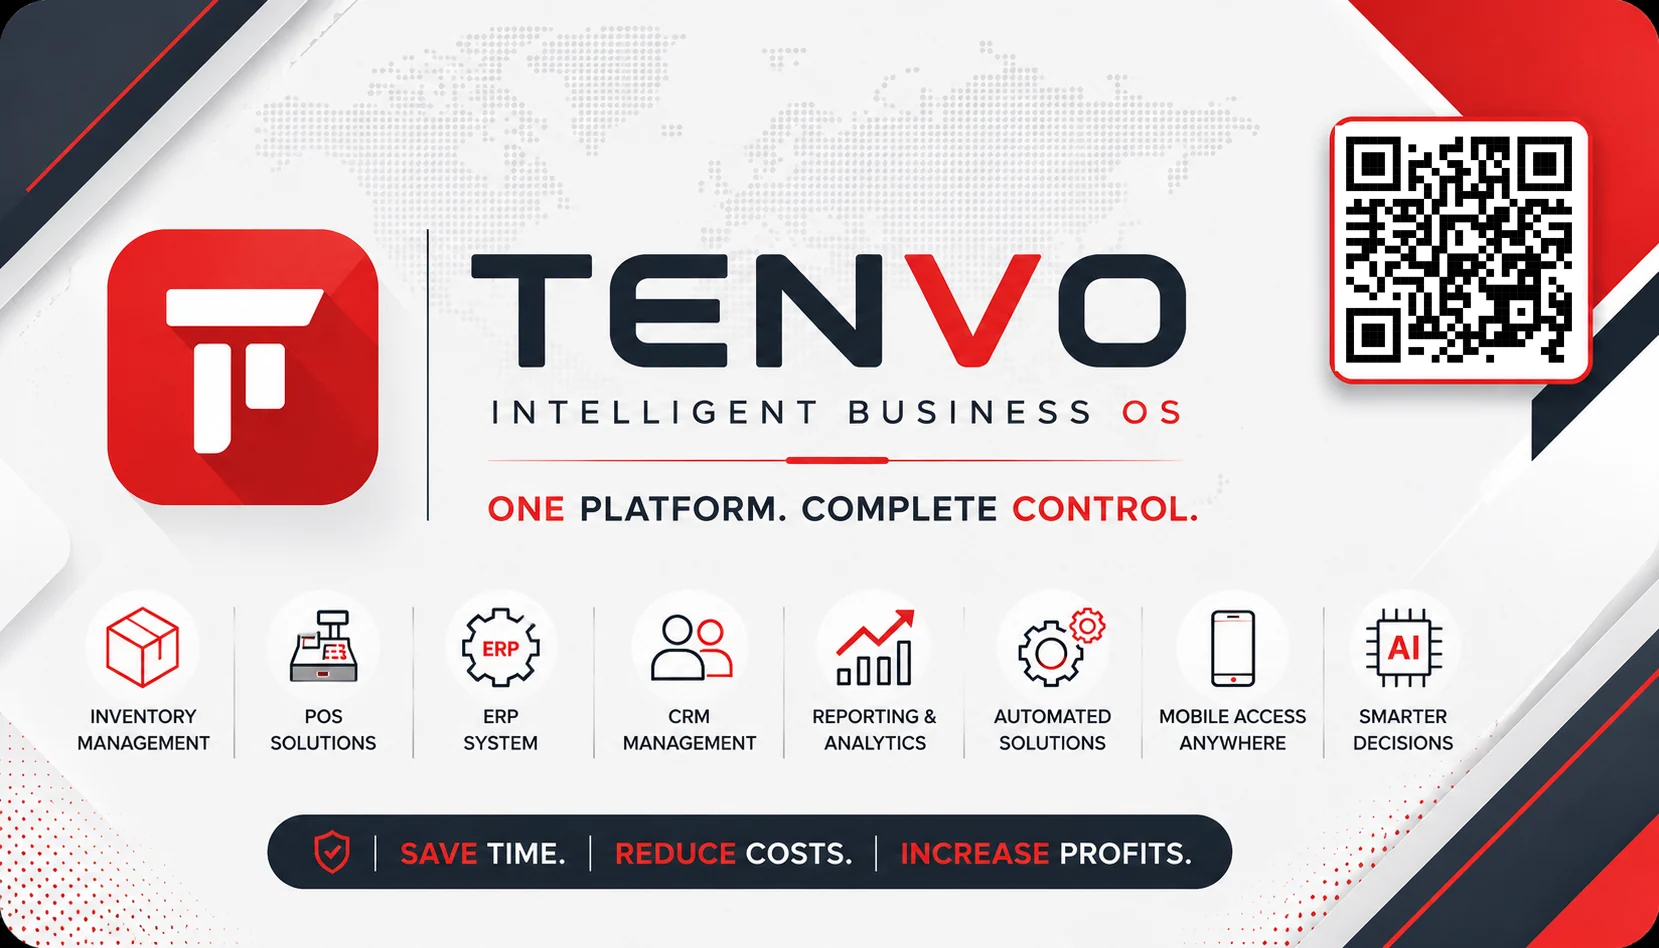 TENVO
INTELLIGENT BUSINESS OS
ONE PLATFORM. COMPLETE CONTROL.
INVENTORY
MANAGEMENT
POS
SOLUTIONS
ERP
ERP
SYSTEM
CRM
MANAGEMENT
REPORTING &
ANALYTICS
AUTOMATED
SOLUTIONS
MOBILE ACCESS
ANYWHERE
AI
SMARTER
DECISIONS
SAVE TIME.
REDUCE COSTS.
INCREASE PROFITS.